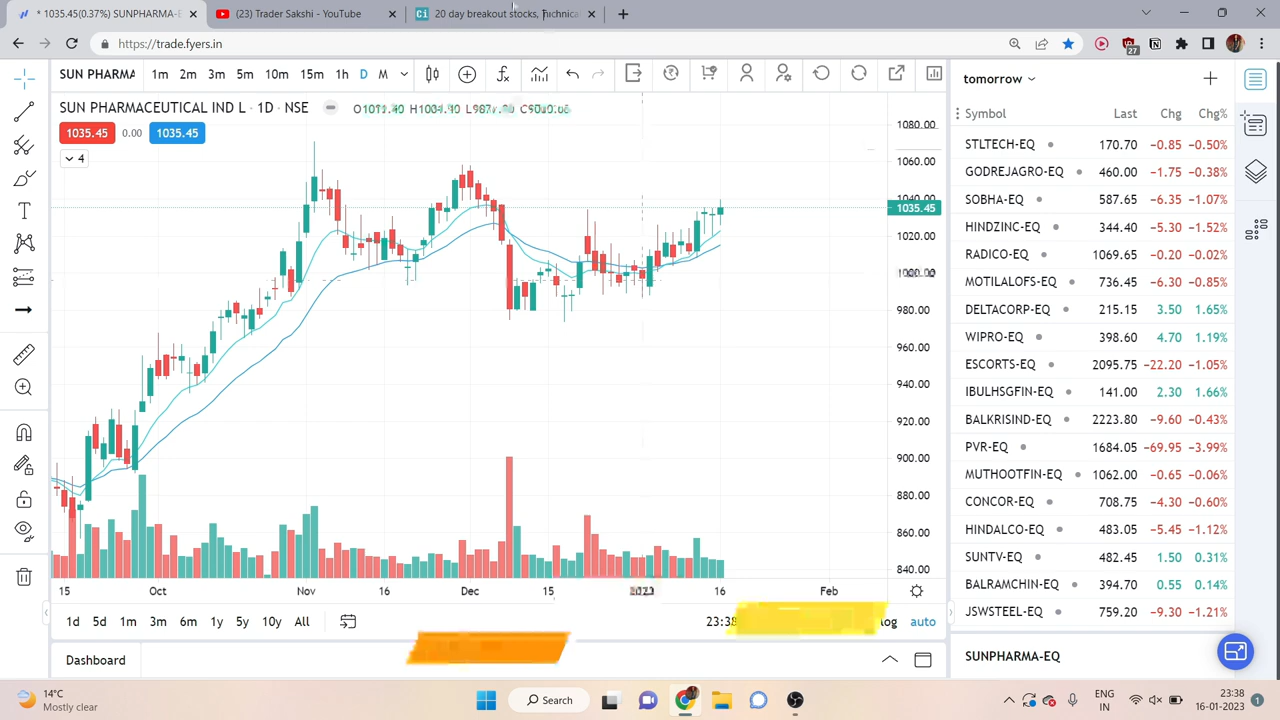 * 1035.45(0.37%) SUNPHARMA-E
(23) Trader Sakshi - YouTube
20 day breakout stocks, Technical
https://trade.fyers.in
27
SUN PHARMA
1m 2m 3m 5m 10m 15m 1h D M
tomorrow
SUN PHARMACEUTICAL IND L · 1D · NSE
1035.45 0.00 1035.45
4
Symbol Last Chg Chg%
STLTECH-EQ 170.70 −0.85 −0.50%
GODREJAGRO-EQ 460.00 −1.75 −0.38%
SOBHA-EQ 587.65 −6.35 −1.07%
HINDZINC-EQ 344.40 −5.30 −1.52%
RADICO-EQ 1069.65 −0.20 −0.02%
MOTILALOFS-EQ 736.45 −6.30 −0.85%
DELTACORP-EQ 215.15 3.50 1.65%
WIPRO-EQ 398.60 4.70 1.19%
ESCORTS-EQ 2095.75 −22.20 −1.05%
IBULHSGFIN-EQ 141.00 2.30 1.66%
BALKRISIND-EQ 2223.80 −9.60 −0.43%
PVR-EQ 1684.05 −69.95 −3.99%
MUTHOOTFIN-EQ 1062.00 −0.65 −0.06%
CONCOR-EQ 708.75 −4.30 −0.60%
HINDALCO-EQ 483.05 −5.45 −1.12%
SUNTV-EQ 482.45 1.50 0.31%
BALRAMCHIN-EQ 394.70 0.55 0.14%
JSWSTEEL-EQ 759.20 −9.30 −1.21%
1080.00
1060.00
1040.00
1035.45
1020.00
980.00
960.00
940.00
920.00
900.00
880.00
860.00
840.00
15 Oct Nov 16 Dec 15 16 Feb
1d 5d 1m 3m 6m 1y 5y 10y All
23:38
log auto
Dashboard
SUNPHARMA-EQ
14°C
Mostly clear
Search
ENG
IN
23:38
16-01-2023
1